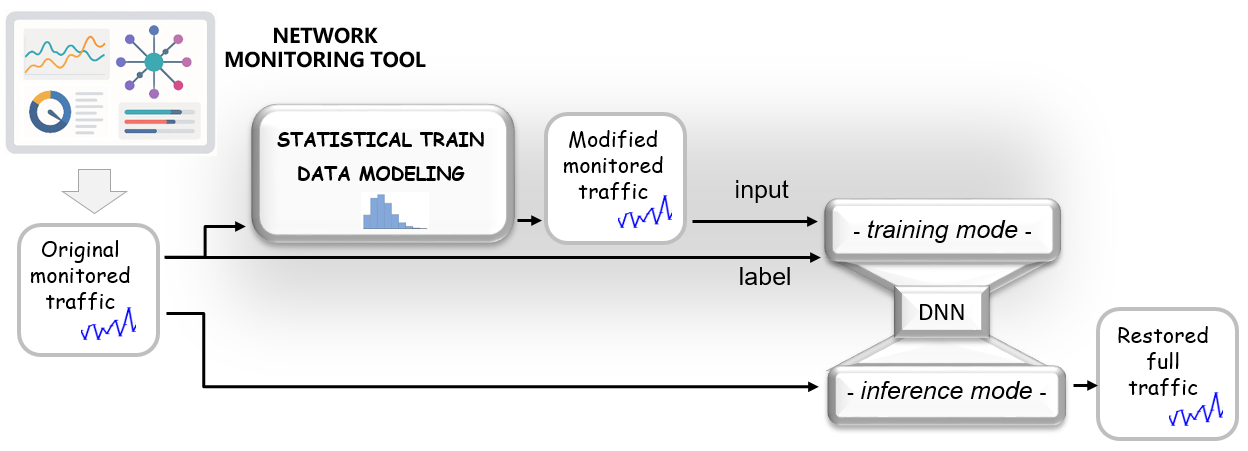 NETWORK
MONITORING TOOL
STATISTICAL TRAIN
DATA MODELING
Modified
monitored
traffic
input
- training mode -
Original
monitored
traffic
label
DNN
Restored
full
traffic
- inference mode -